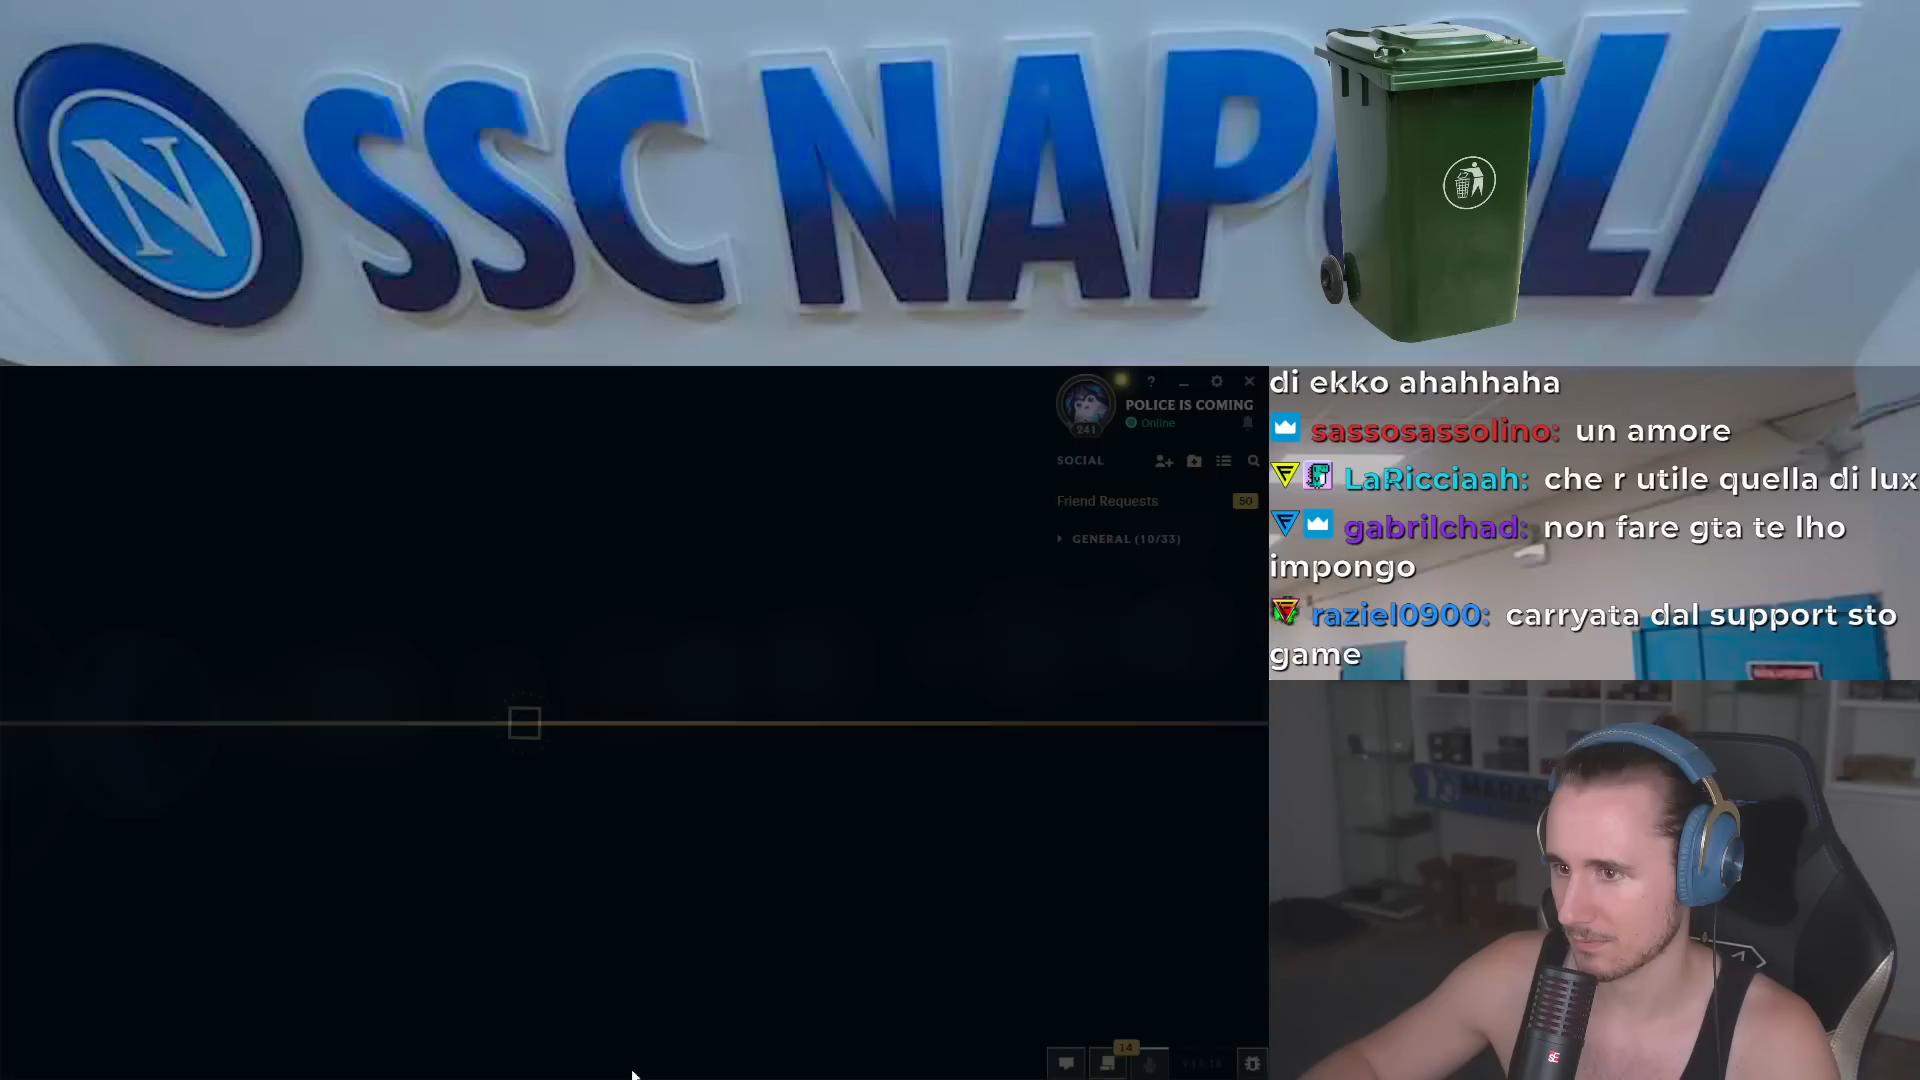 N SSC NAPOLI
POLICE IS COMING
241
Online
SOCIAL
Friend Requests 50
GENERAL (10/33)
14
di ekko ahahhaha
sassosassolino: un amore
LaRicciaah: che r utile quella di lux
gabrilchad: non fare gta te lho
impongo
raziel0900: carryata dal support sto
game
sE